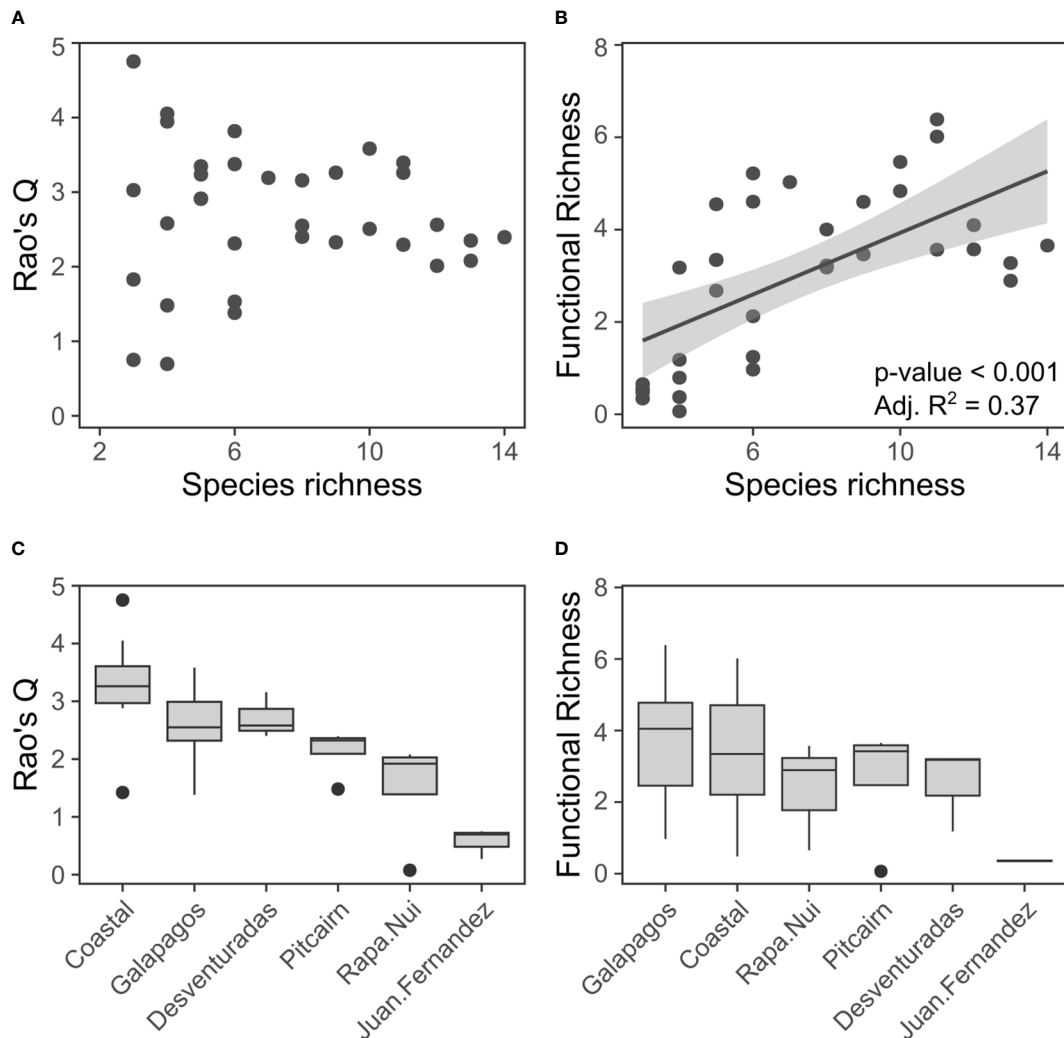 A
Rao's Q
5
4
3
2
1
0
2
6
10
14
Species richness
B
Functional Richness
8
6
4
2
0
p-value < 0.001
Adj. R² = 0.37
6
10
14
Species richness
C
Rao's Q
5
4
3
2
1
0
Coastal
Galapagos
Desventuradas
Pitcairn
Rapa.Nui
Juan.Fernandez
D
Functional Richness
8
6
4
2
0
Galapagos
Coastal
Rapa.Nui
Pitcairn
Desventuradas
Juan.Fernandez